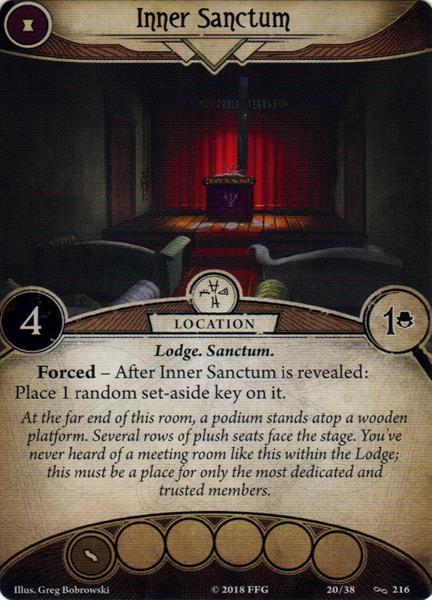 Inner Sanctum
4
1
LOCATION
Lodge. Sanctum.
Forced – After Inner Sanctum is revealed:
Place 1 random set-aside key on it.
At the far end of this room, a podium stands atop a wooden
platform. Several rows of plush seats face the stage. You've
never heard of a meeting room like this within the Lodge;
this must be a place for only the most dedicated and
trusted members.
Illus. Greg Bobrowski © 2018 FFG 20/38 216